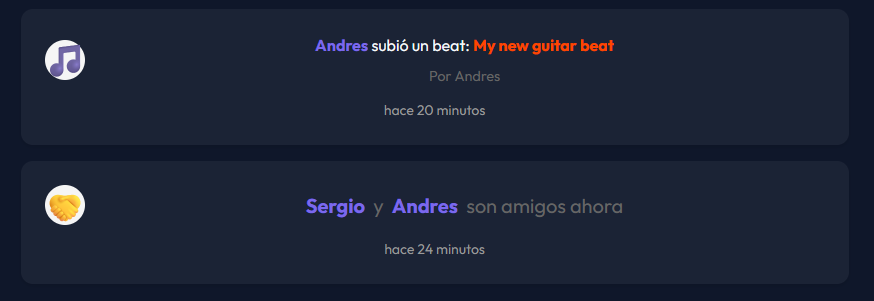 Andres subió un beat: My new guitar beat
Por Andres
hace 20 minutos
Sergio y Andres son amigos ahora
hace 24 minutos